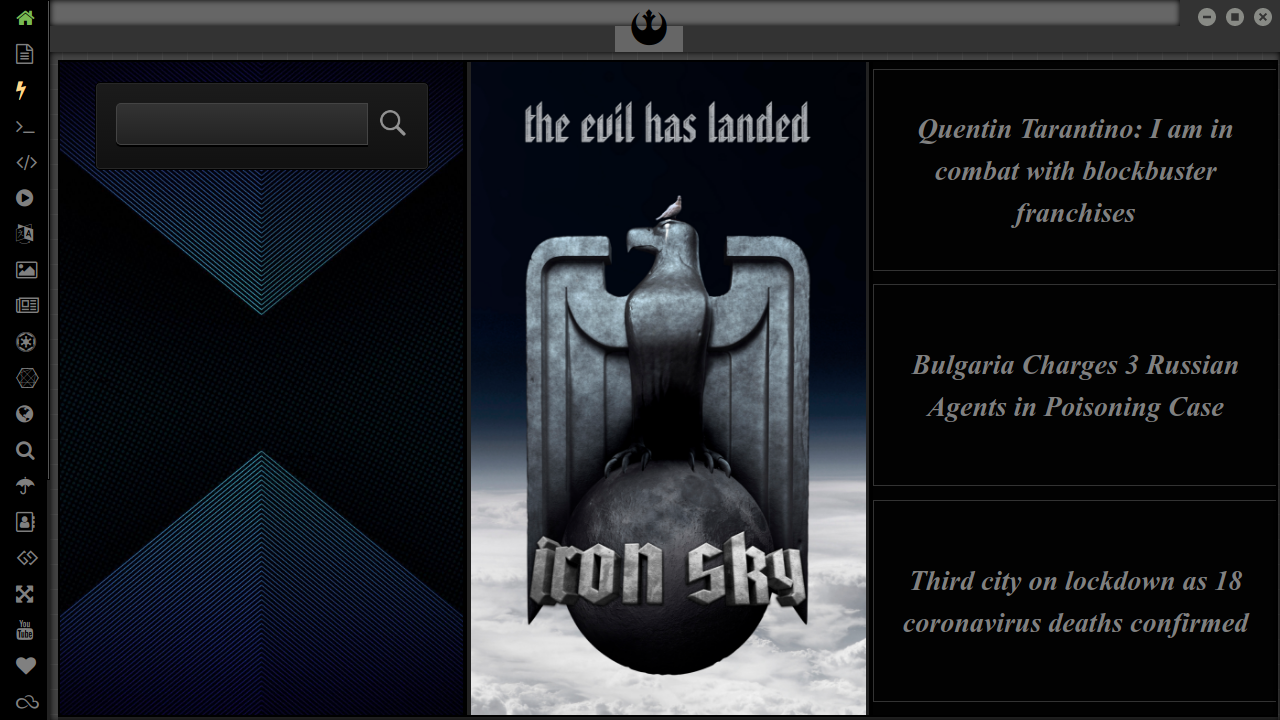 the evil has landed
iron sky
Quentin Tarantino: I am in
combat with blockbuster
franchises
Bulgaria Charges 3 Russian
Agents in Poisoning Case
Third city on lockdown as 18
coronavirus deaths confirmed
You
Tube